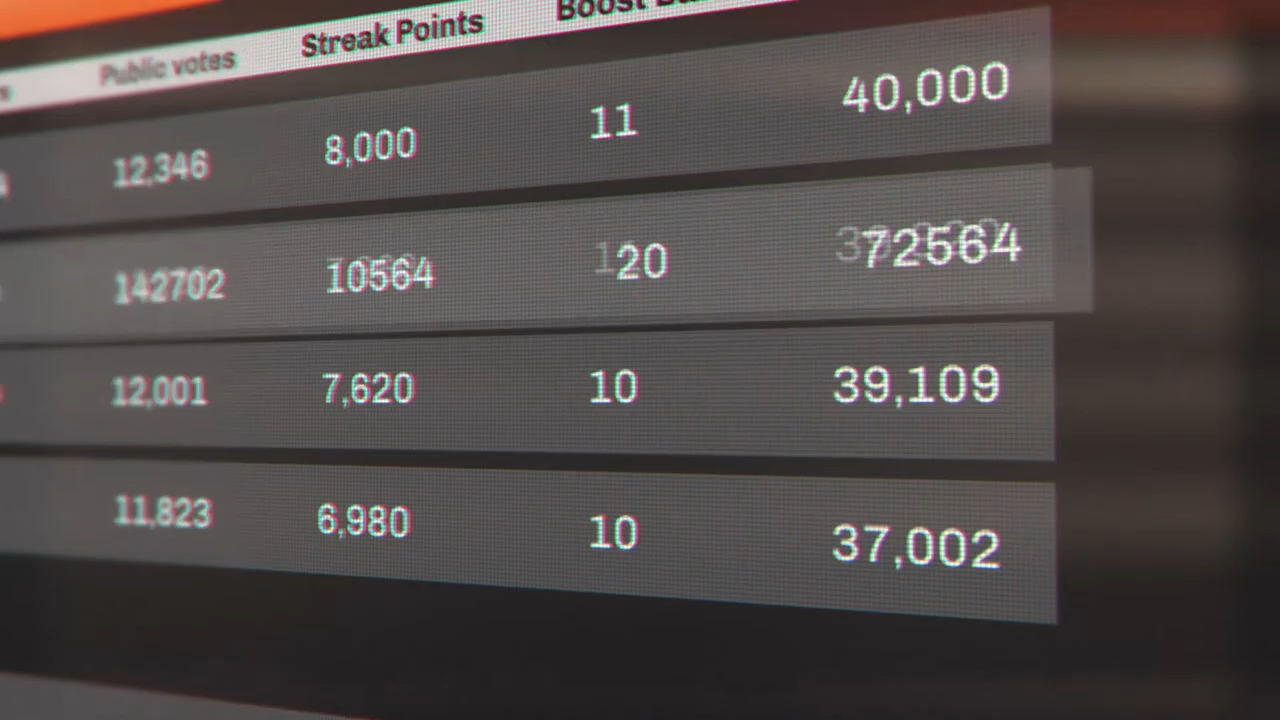 Public votes Streak Points Boost
12,346 8,000 11 40,000
142702 10564 20 72564
12,001 7,620 10 39,109
11,823 6,980 10 37,002